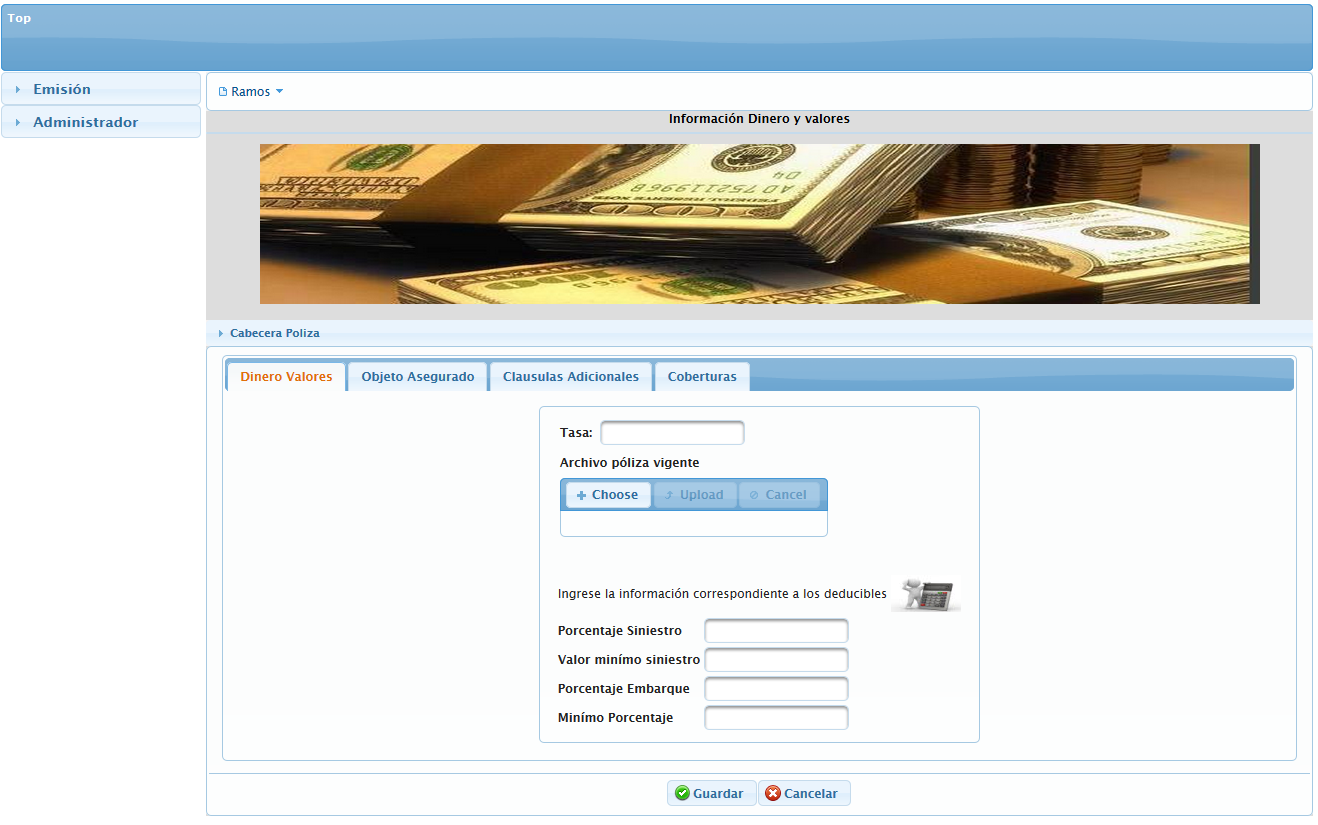 Top
Emisión
Administrador
Ramos
Información Dinero y valores
Cabecera Poliza
Dinero Valores Objeto Asegurado Clausulas Adicionales Coberturas
Tasa:
Archivo póliza vigente
Choose Upload Cancel
Ingrese la información correspondiente a los deducibles
Porcentaje Siniestro
Valor minímo siniestro
Porcentaje Embarque
Minímo Porcentaje
Guardar Cancelar